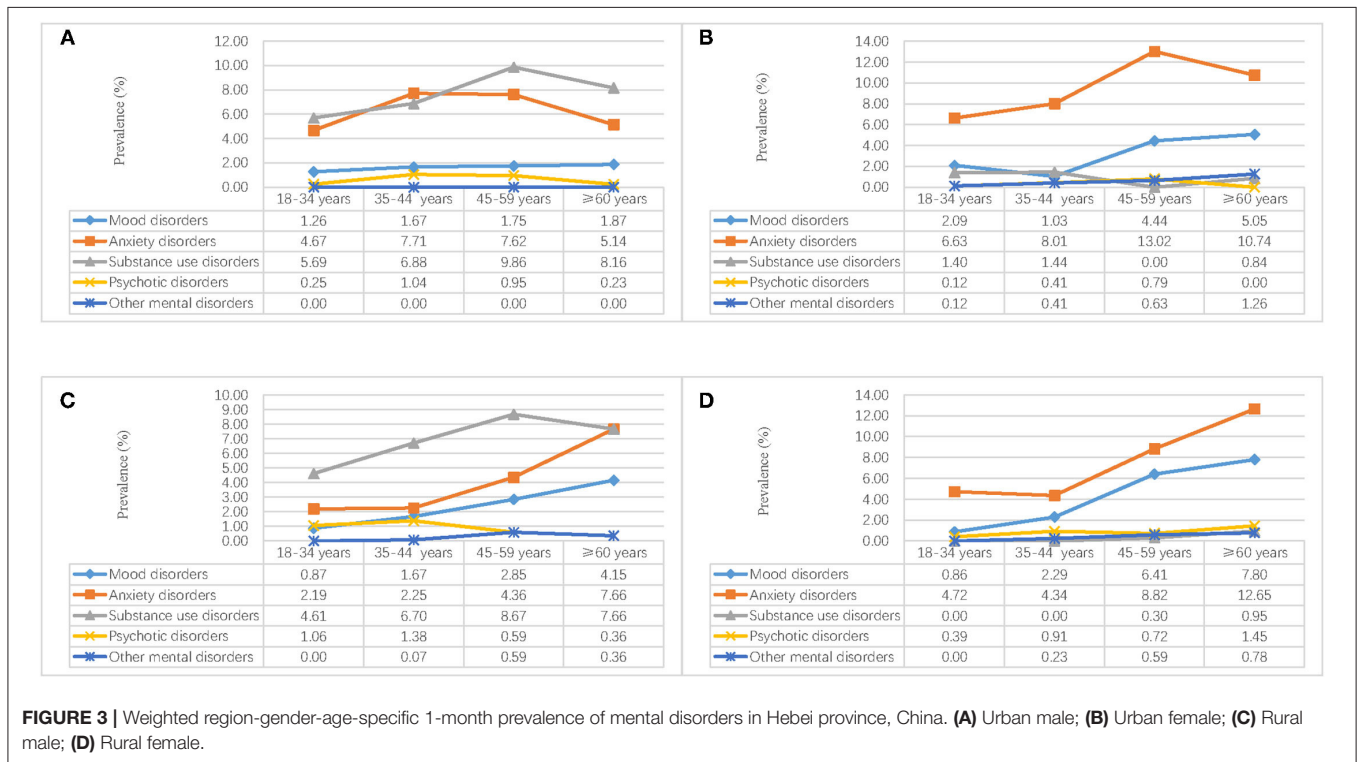 A
Prevalence (%)
12.00
10.00
8.00
6.00
4.00
2.00
0.00
18-34 years 35-44 years 45-59 years ≥60 years
Mood disorders 1.26 1.67 1.75 1.87
Anxiety disorders 4.67 7.71 7.62 5.14
Substance use disorders 5.69 6.88 9.86 8.16
Psychotic disorders 0.25 1.04 0.95 0.23
Other mental disorders 0.00 0.00 0.00 0.00
B
Prevalence (%)
14.00
12.00
10.00
8.00
6.00
4.00
2.00
0.00
18-34 years 35-44 years 45-59 years ≥60 years
Mood disorders 2.09 1.03 4.44 5.05
Anxiety disorders 6.63 8.01 13.02 10.74
Substance use disorders 1.40 1.44 0.00 0.84
Psychotic disorders 0.12 0.41 0.79 0.00
Other mental disorders 0.12 0.41 0.63 1.26
C
Prevalence (%)
10.00
9.00
8.00
7.00
6.00
5.00
4.00
3.00
2.00
1.00
0.00
18-34 years 35-44 years 45-59 years ≥60 years
Mood disorders 0.87 1.67 2.85 4.15
Anxiety disorders 2.19 2.25 4.36 7.66
Substance use disorders 4.61 6.70 8.67 7.66
Psychotic disorders 1.06 1.38 0.59 0.36
Other mental disorders 0.00 0.07 0.59 0.36
D
Prevalence (%)
14.00
12.00
10.00
8.00
6.00
4.00
2.00
0.00
18-34 years 35-44 years 45-59 years ≥60 years
Mood disorders 0.86 2.29 6.41 7.80
Anxiety disorders 4.72 4.34 8.82 12.65
Substance use disorders 0.00 0.00 0.30 0.95
Psychotic disorders 0.39 0.91 0.72 1.45
Other mental disorders 0.00 0.23 0.59 0.78
FIGURE 3 | Weighted region-gender-age-specific 1-month prevalence of mental disorders in Hebei province, China. (A) Urban male; (B) Urban female; (C) Rural
male; (D) Rural female.